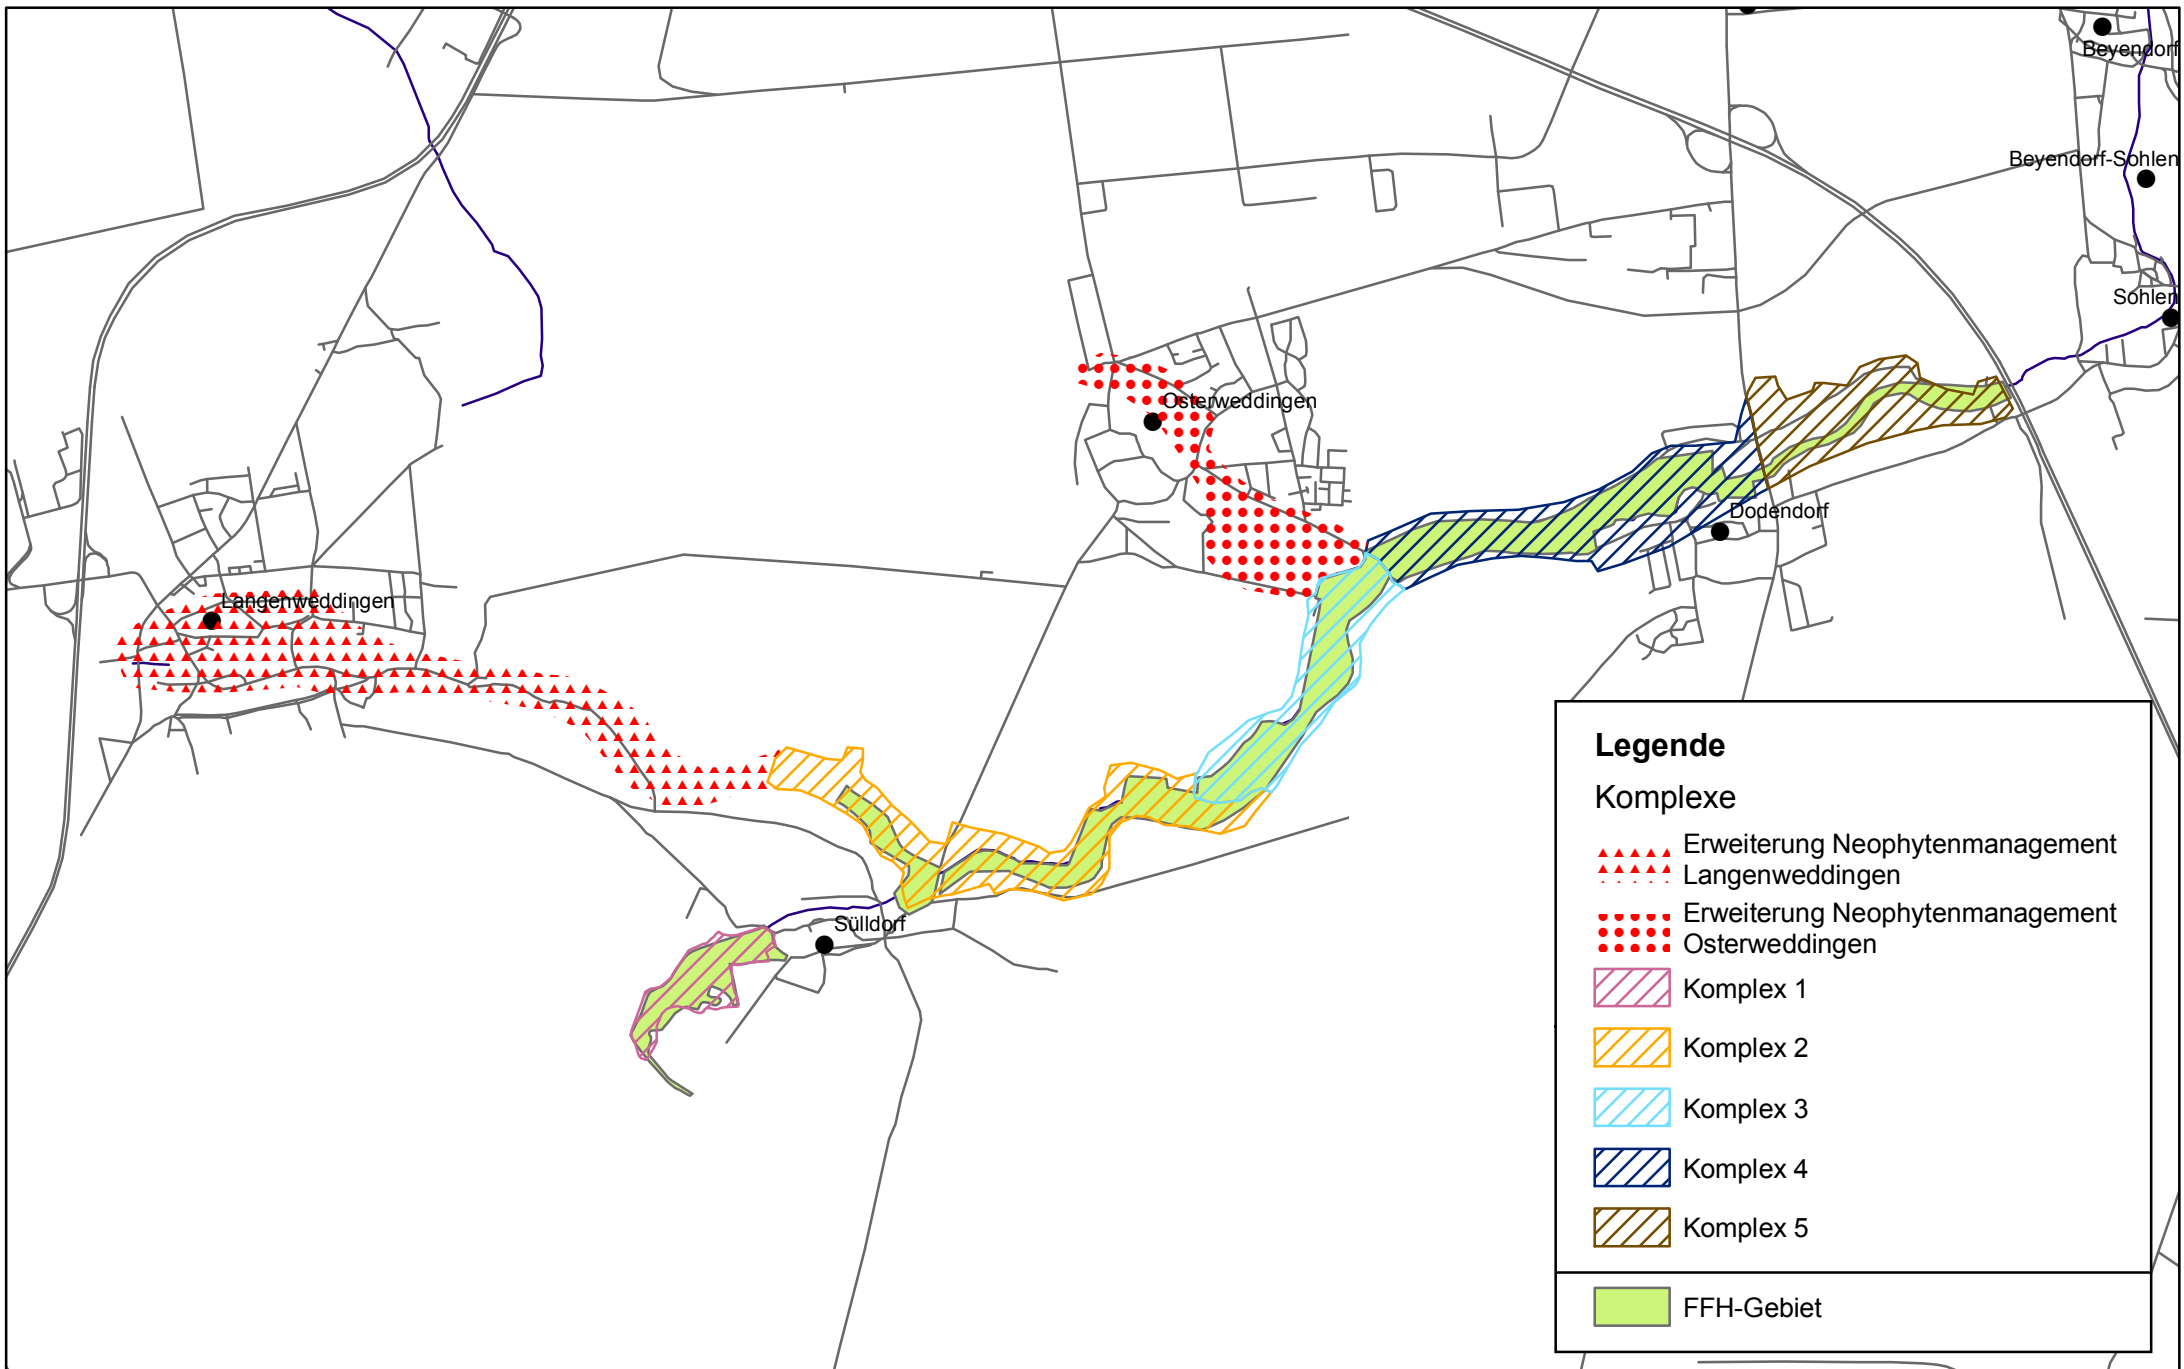 Beyendorf
Beyendorf-Sohlen
Sohlen
Osterweddingen
Dodendorf
Langenweddingen
Sülldorf
Legende
Komplexe
Erweiterung Neophytenmanagement
Langenweddingen
Erweiterung Neophytenmanagement
Osterweddingen
Komplex 1
Komplex 2
Komplex 3
Komplex 4
Komplex 5
FFH-Gebiet